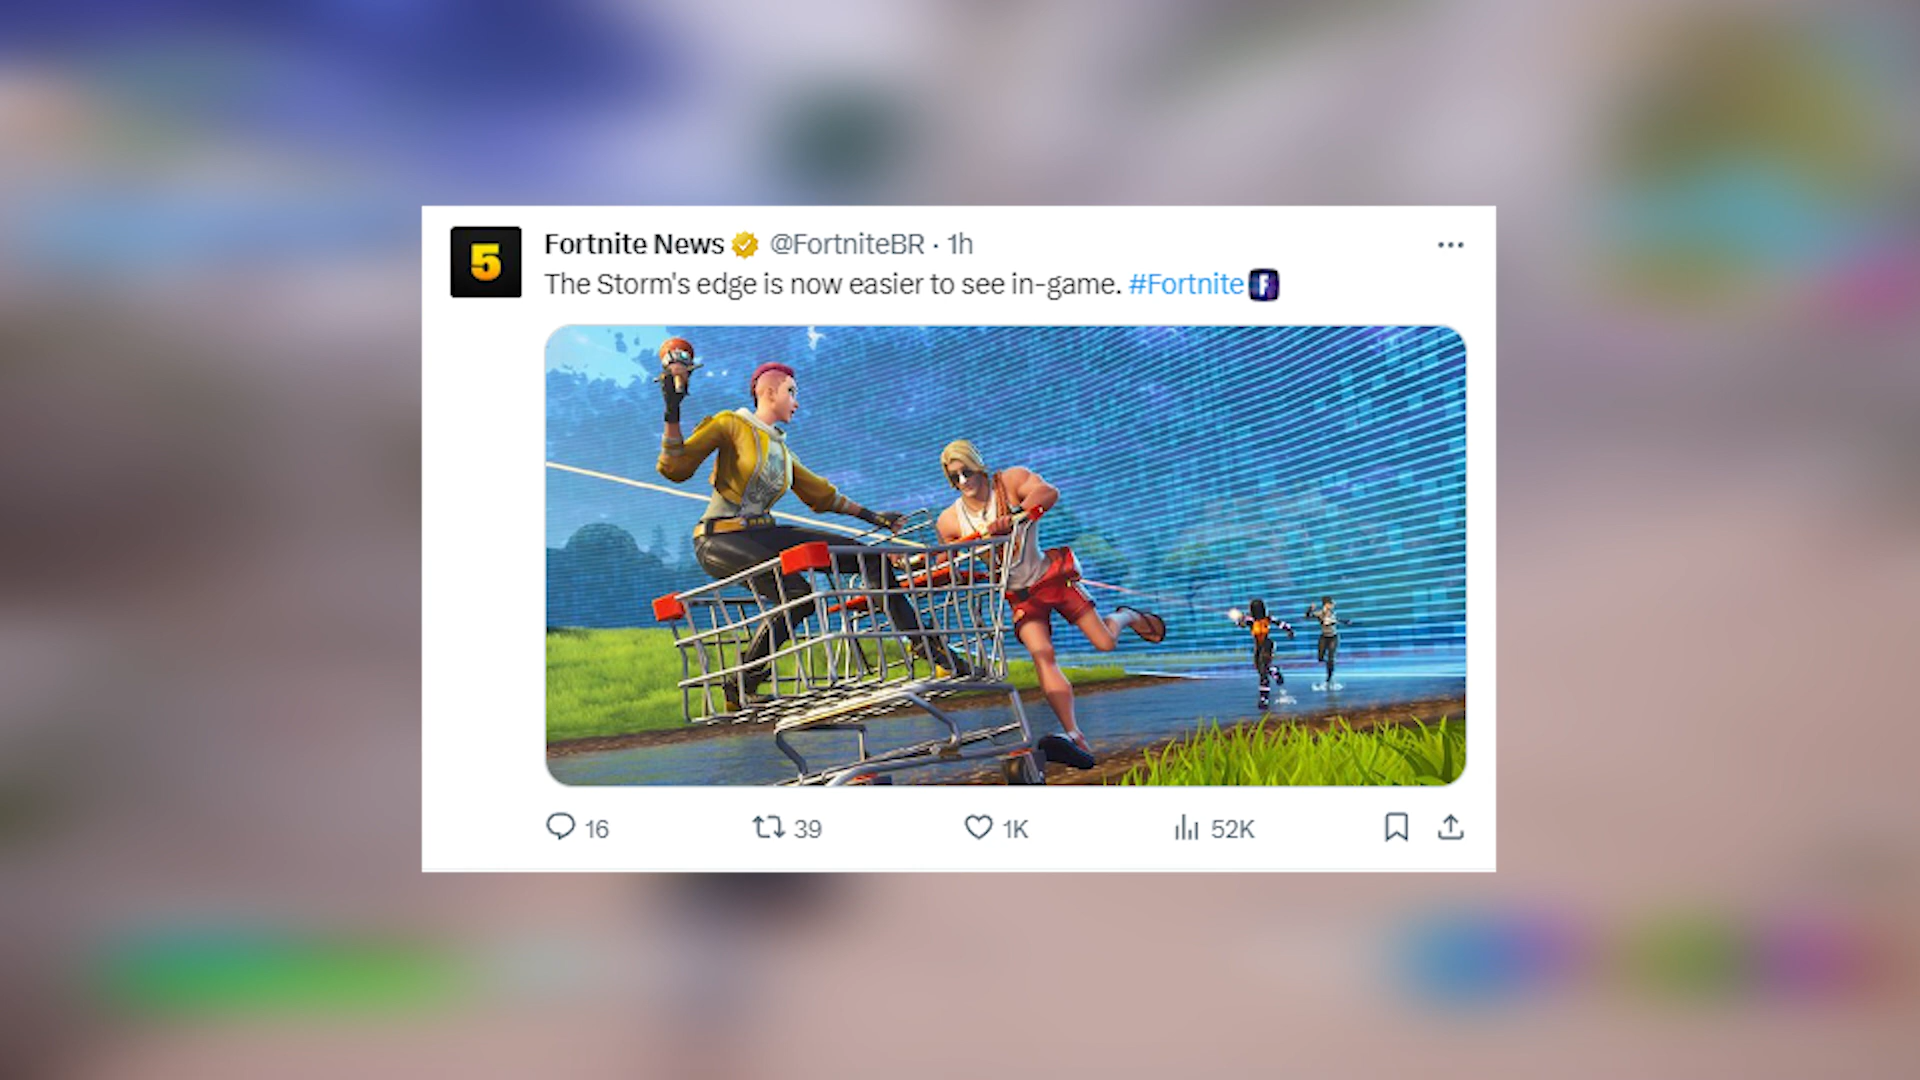 5
Fortnite News @FortniteBR · 1h
The Storm's edge is now easier to see in-game. #Fortnite F
16 39 1K 52K